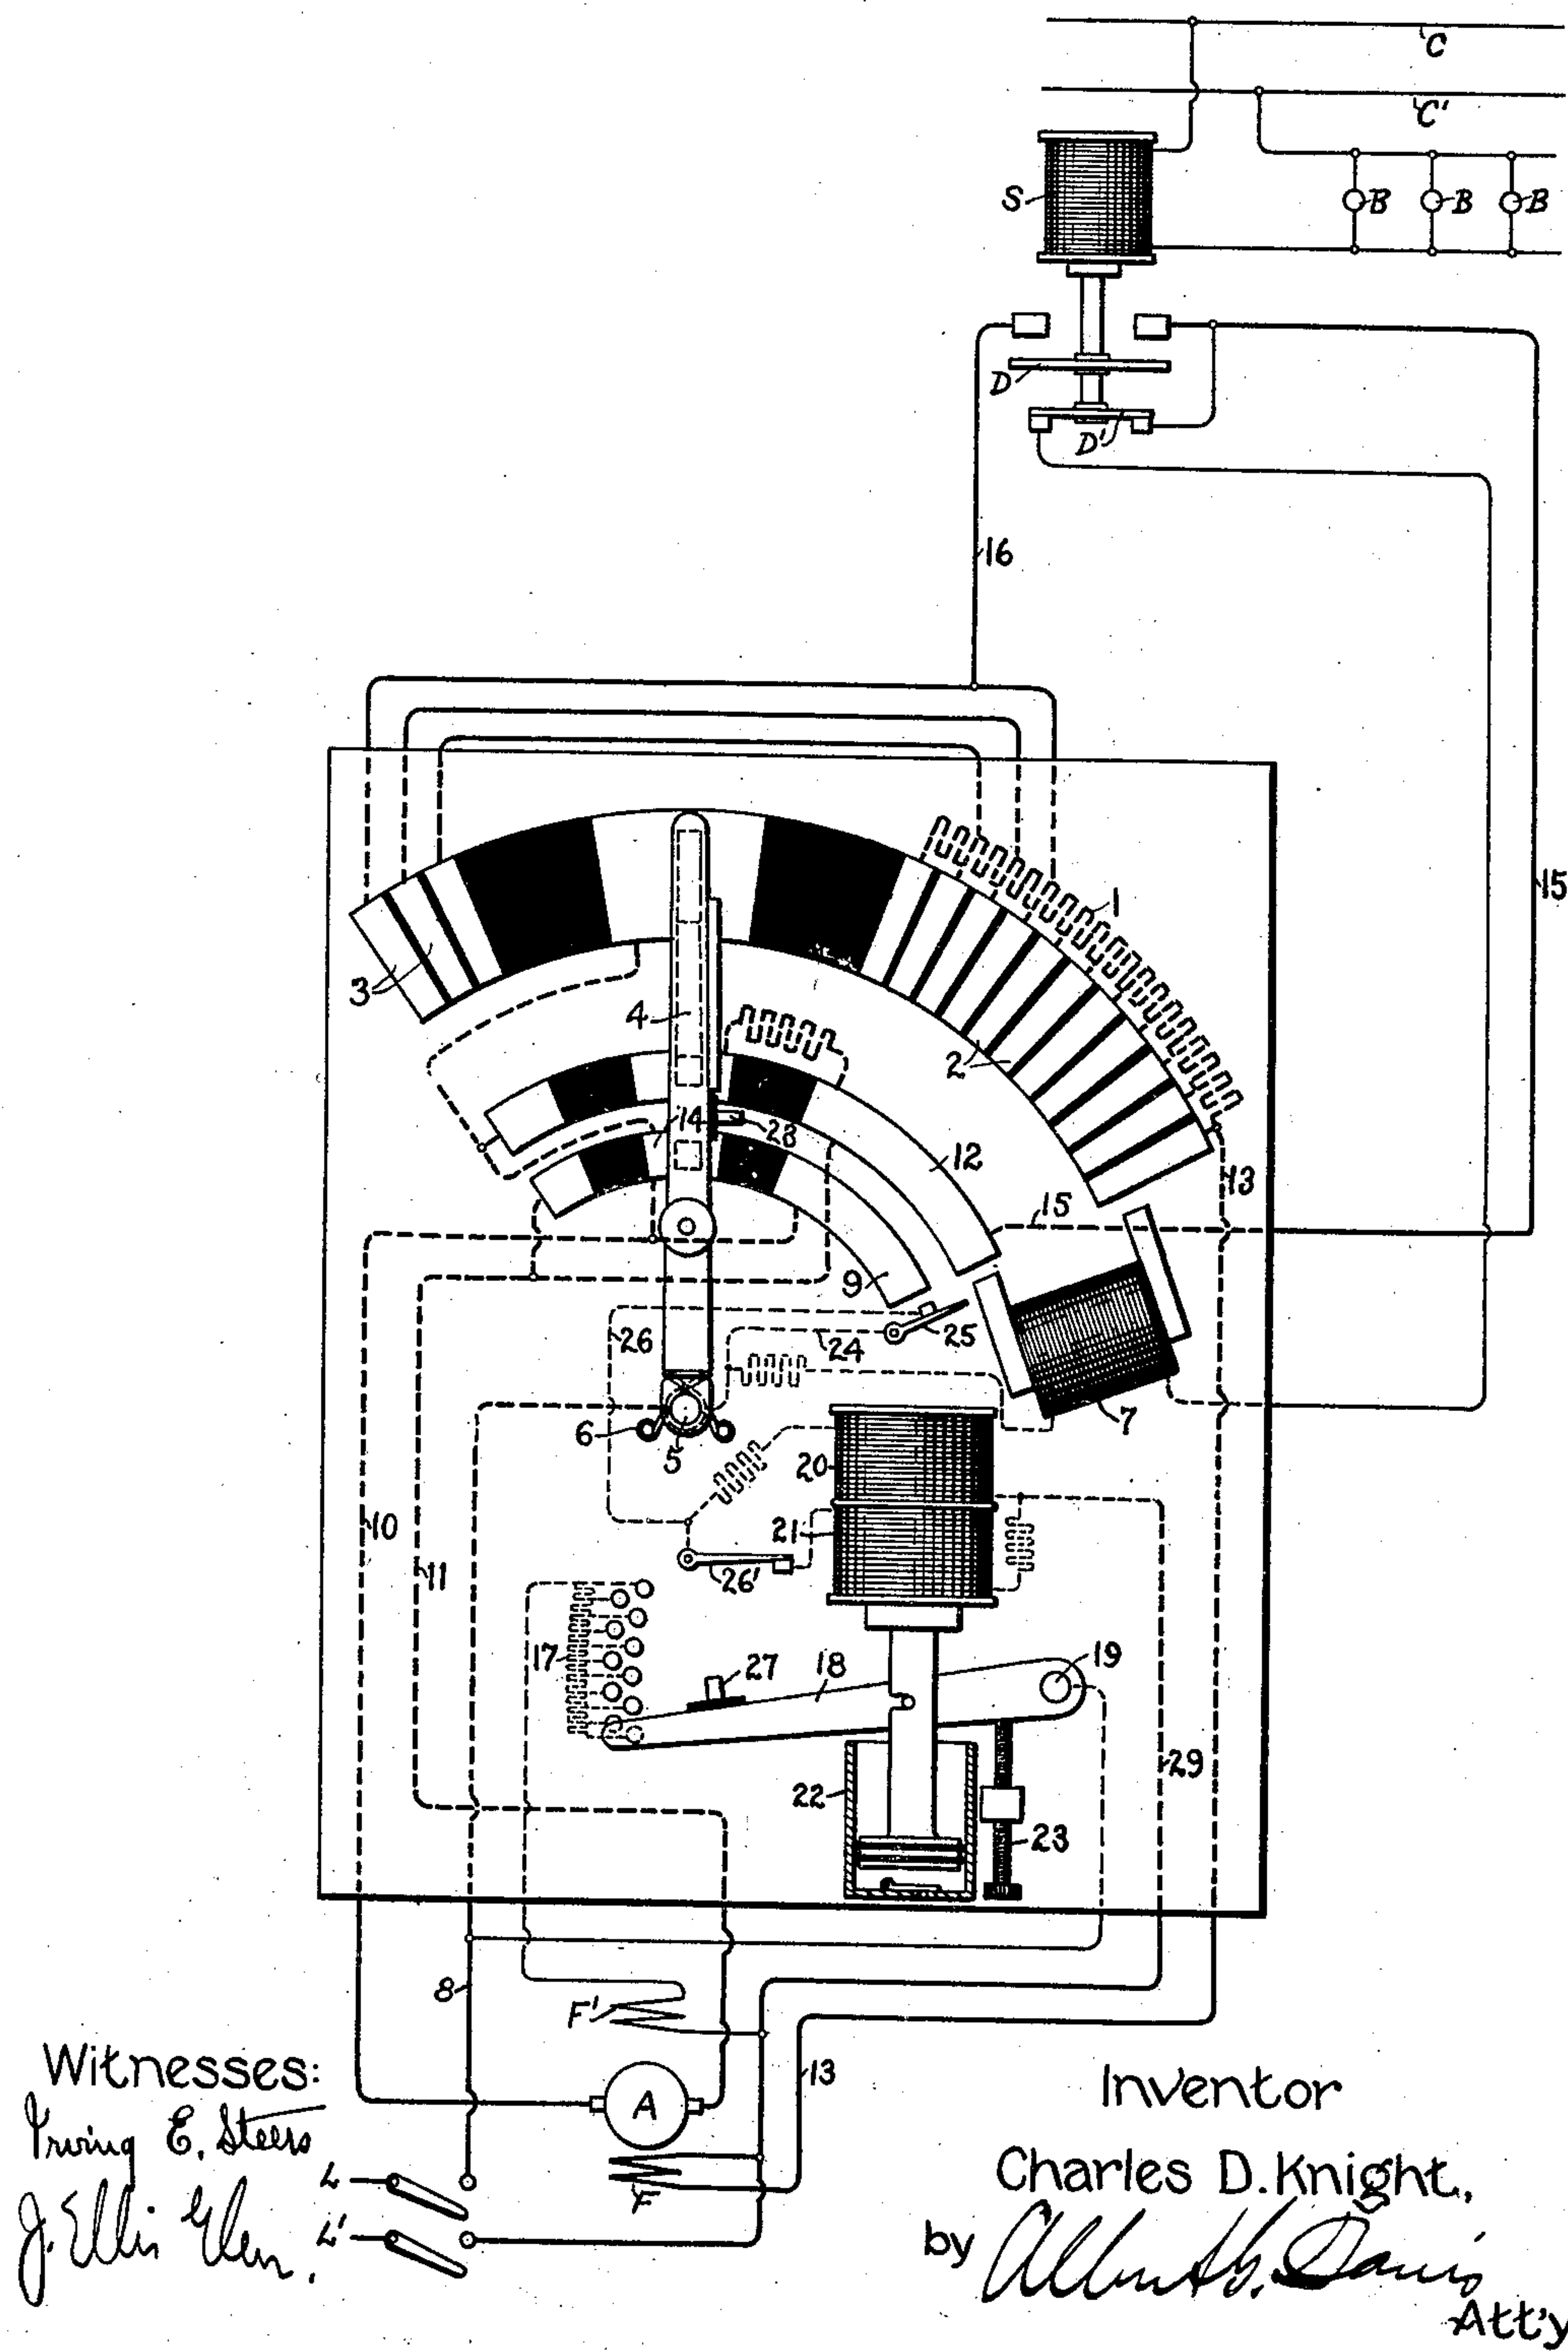 C
C'
S
B B B
D
D'
16
15
1
3
4
2
14 28
12
13
15
9
26 24 25
6
5
7
20
10
21
11
26'
17
27
18
19
22
29
23
8
F'
13
Witnesses:
Irving E. Steers
J. Ellis Glen.
A
F
L
L'
Inventor
Charles D. Knight,
by Albert G. Davis
Att'y